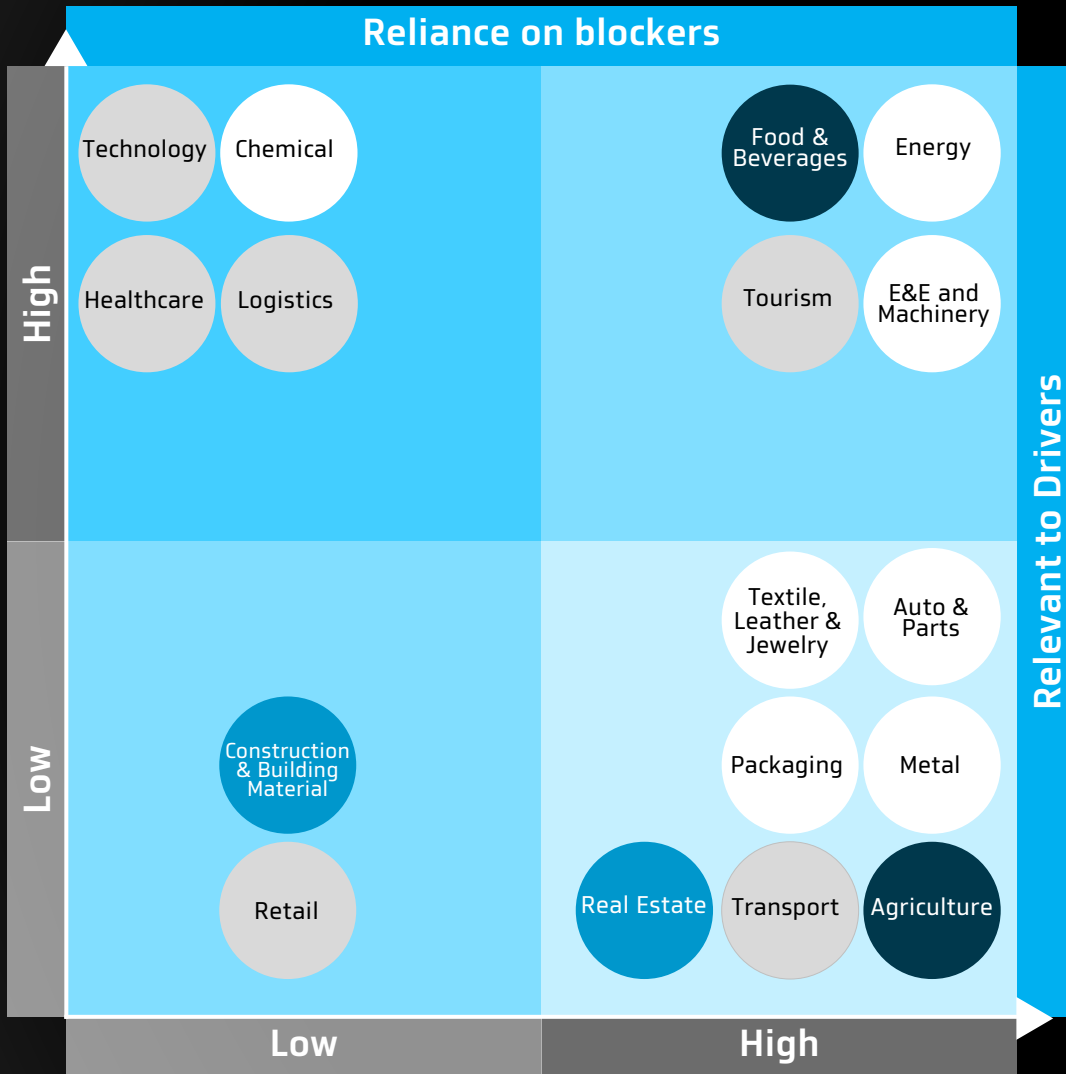 Reliance on blockers
Technology
Chemical
Food &
Beverages
Energy
Healthcare
Logistics
Tourism
E&E and
Machinery
High
Relevant to Drivers
Textile,
Leather &
Jewelry
Auto &
Parts
Construction
& Building
Material
Packaging
Metal
Low
Retail
Real Estate
Transport
Agriculture
Low
High